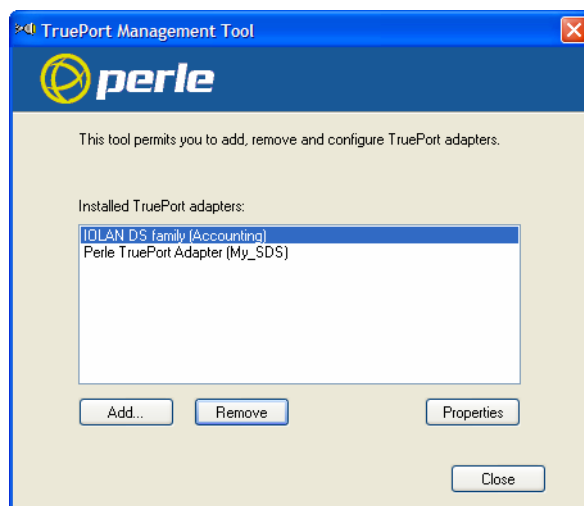 TruePort Management Tool
perle
This tool permits you to add, remove and configure TruePort adapters.
Installed TruePort adapters:
IOLAN DS family (Accounting)
Perle TruePort Adapter (My_SDS)
Add... Remove Properties
Close